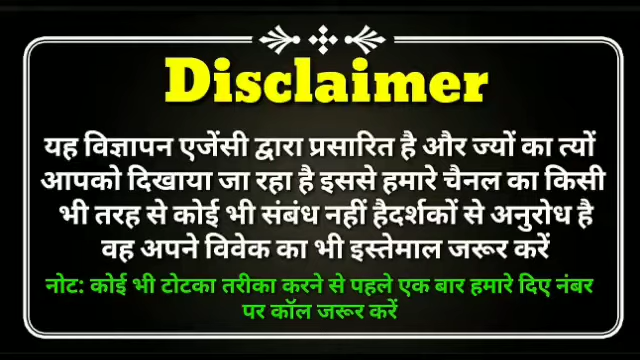 Disclaimer
यह विज्ञापन एजेंसी द्वारा प्रसारित है और ज्यों का त्यों
आपको दिखाया जा रहा है इससे हमारे चैनल का किसी
भी तरह से कोई भी संबंध नहीं हैदर्शकों से अनुरोध है
वह अपने विवेक का भी इस्तेमाल जरूर करें
नोट: कोई भी टोटका तरीका करने से पहले एक बार हमारे दिए नंबर
पर कॉल जरूर करें